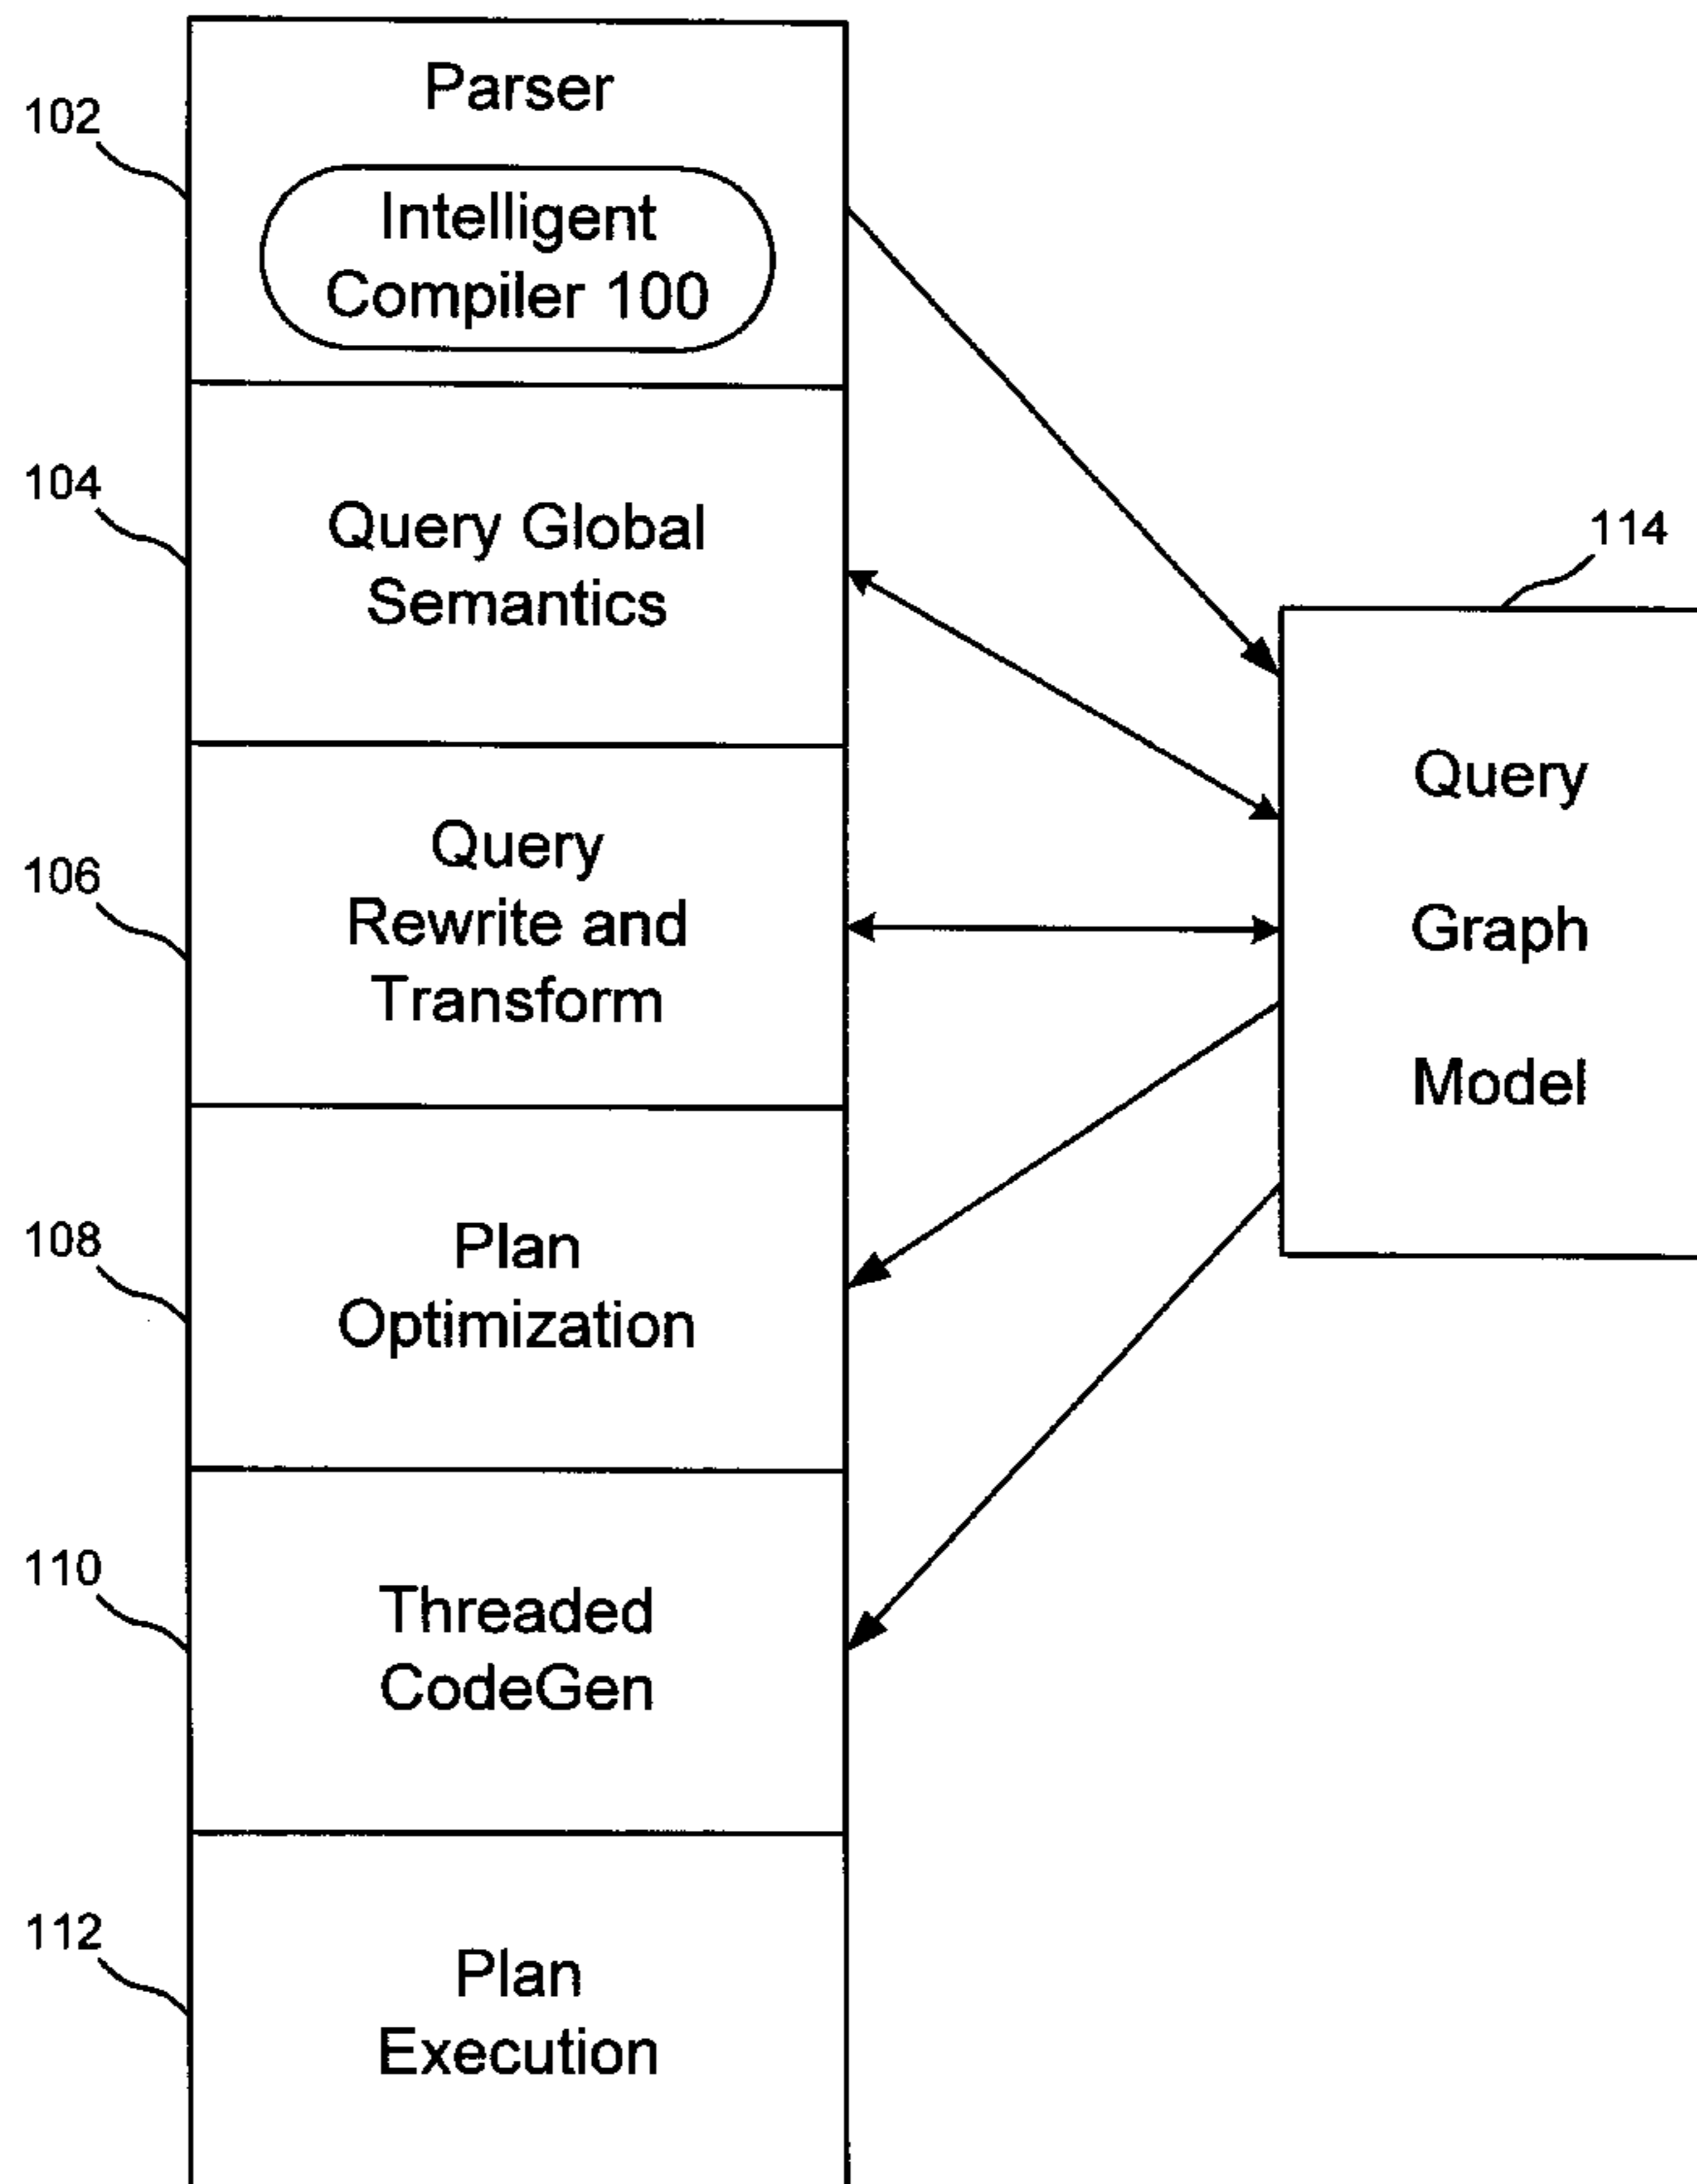 102
Parser
Intelligent
Compiler 100
104
Query Global
Semantics
106
Query
Rewrite and
Transform
108
Plan
Optimization
110
Threaded
CodeGen
112
Plan
Execution
114
Query
Graph
Model